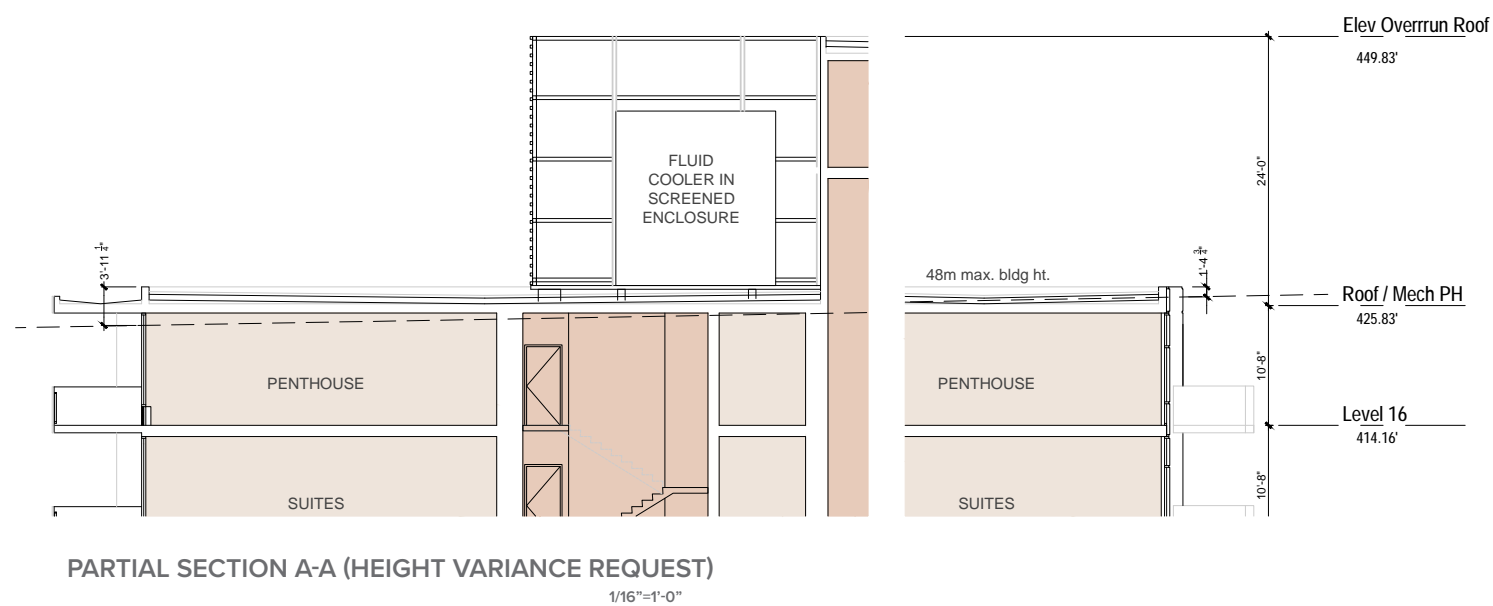 Elev Overrrun Roof
449.83'
FLUID
COOLER IN
SCREENED
ENCLOSURE
24'-0"
3'-11 1/4"
48m max. bldg ht.
1'-4 3/4"
Roof / Mech PH
425.83'
PENTHOUSE
PENTHOUSE
10'-8"
Level 16
414.16'
SUITES
SUITES
10'-8"
PARTIAL SECTION A-A (HEIGHT VARIANCE REQUEST)
1/16"=1'-0"